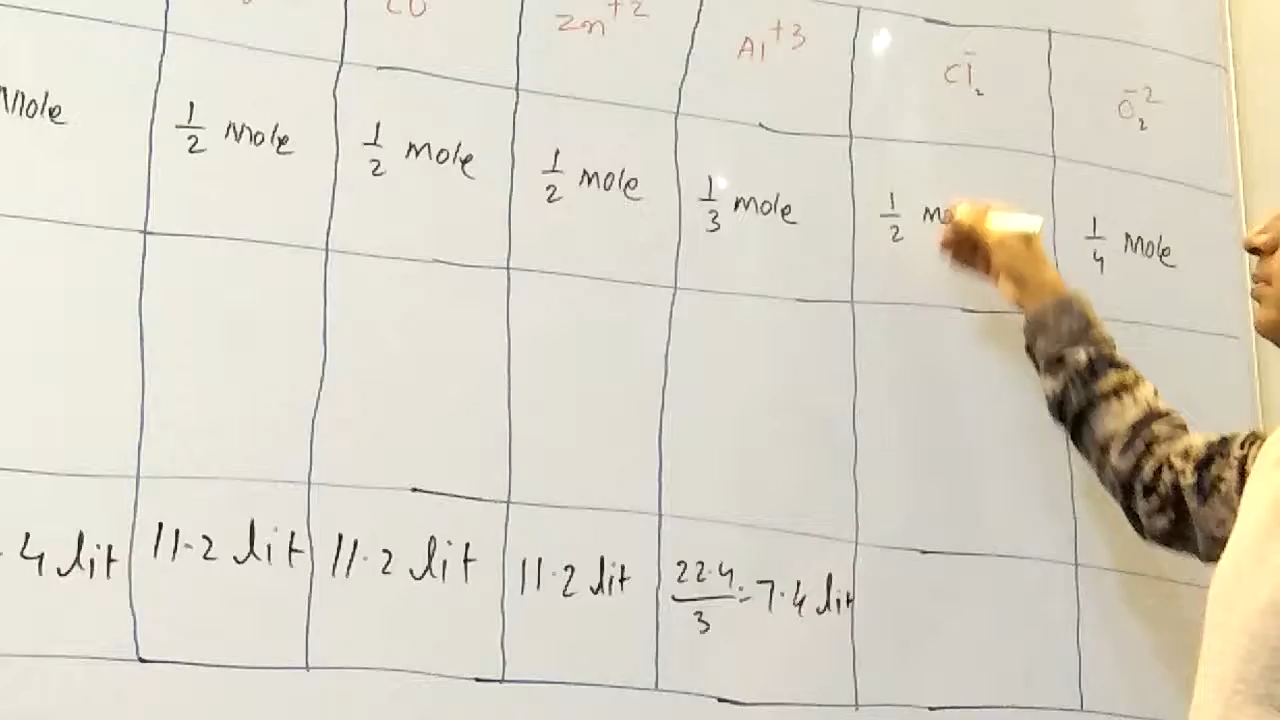 Zn+2 Al+3 Cl2- O2-2
Mole 1/2 Mole 1/2 mole 1/2 mole 1/3 mole 1/2 1/4 Mole
4 lit 11.2 lit 11.2 lit 11.2 lit 22.4/3 = 7.4 lit